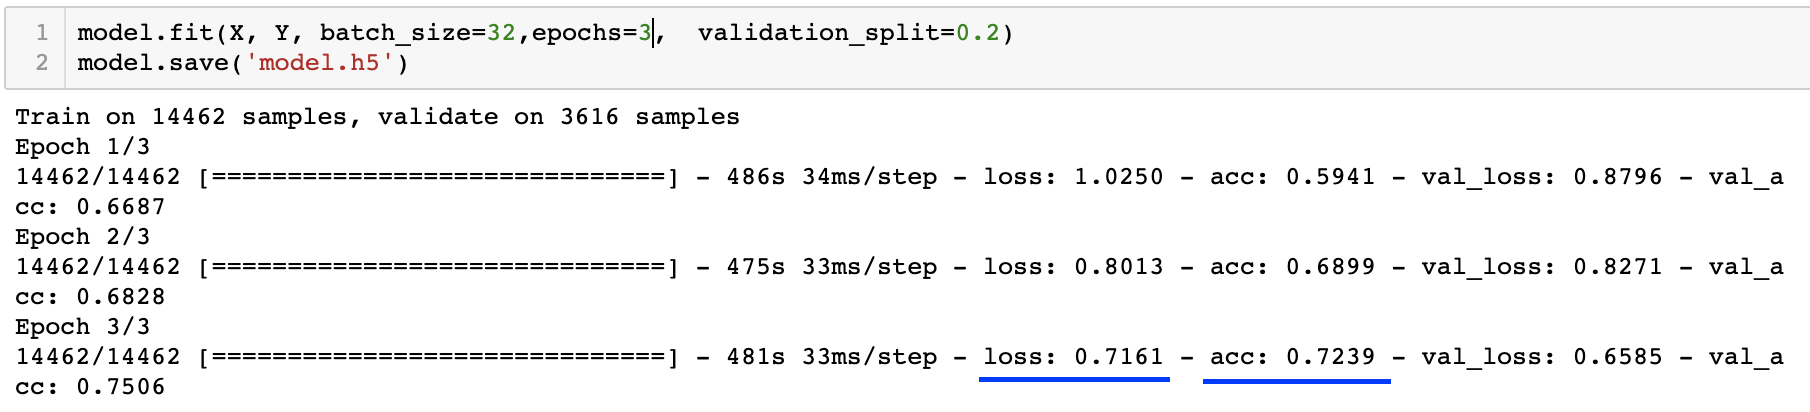 1 model.fit(X, Y, batch_size=32,epochs=3,  validation_split=0.2)
2 model.save('model.h5')
Train on 14462 samples, validate on 3616 samples
Epoch 1/3
14462/14462 [==============================] - 486s 34ms/step - loss: 1.0250 - acc: 0.5941 - val_loss: 0.8796 - val_a
cc: 0.6687
Epoch 2/3
14462/14462 [==============================] - 475s 33ms/step - loss: 0.8013 - acc: 0.6899 - val_loss: 0.8271 - val_a
cc: 0.6828
Epoch 3/3
14462/14462 [==============================] - 481s 33ms/step - loss: 0.7161 - acc: 0.7239 - val_loss: 0.6585 - val_a
cc: 0.7506